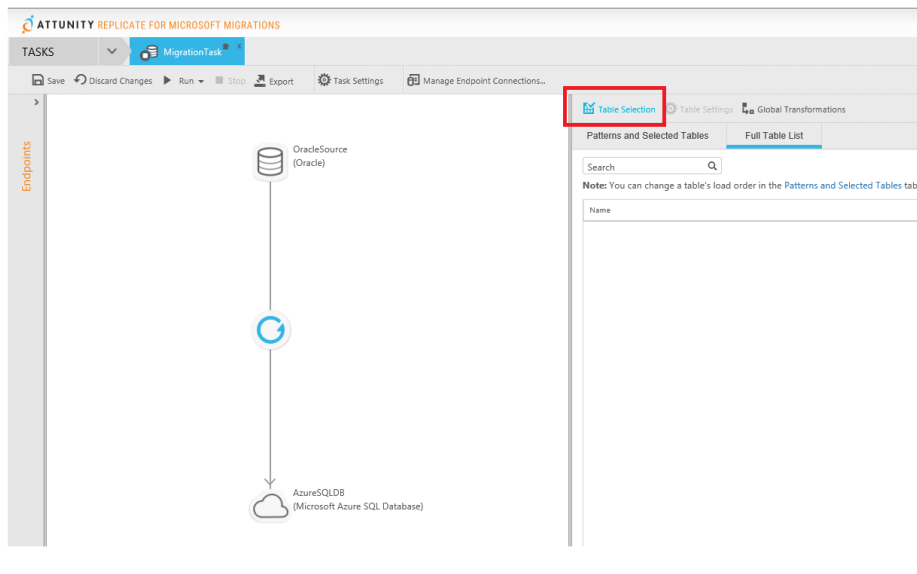 ATTUNITY REPLICATE FOR MICROSOFT MIGRATIONS
TASKS MigrationTask * x
Save Discard Changes Run Stop Export Task Settings Manage Endpoint Connections...
Table Selection Table Settings Global Transformations
Patterns and Selected Tables Full Table List
Search
Note: You can change a table's load order in the Patterns and Selected Tables tab
Name
Endpoints
OracleSource
(Oracle)
AzureSQLDB
(Microsoft Azure SQL Database)